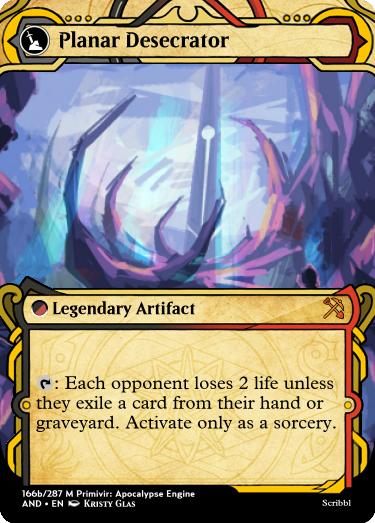 Planar Desecrator
Legendary Artifact
: Each opponent loses 2 life unless
they exile a card from their hand or
graveyard. Activate only as a sorcery.
166b/287 M Primivir: Apocalypse Engine
AND • EN Kristy Glas
Scribbl